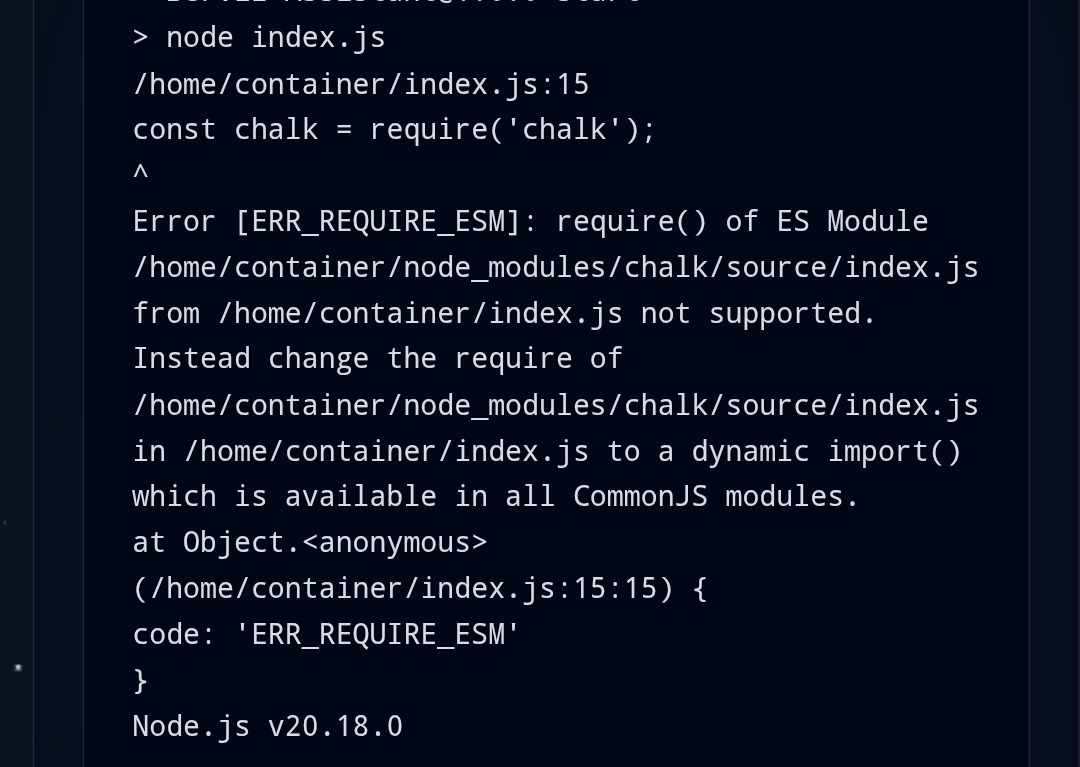 > node index.js
/home/container/index.js:15
const chalk = require('chalk');
^
Error [ERR_REQUIRE_ESM]: require() of ES Module
/home/container/node_modules/chalk/source/index.js
from /home/container/index.js not supported.
Instead change the require of
/home/container/node_modules/chalk/source/index.js
in /home/container/index.js to a dynamic import()
which is available in all CommonJS modules.
at Object.<anonymous>
(/home/container/index.js:15:15) {
code: 'ERR_REQUIRE_ESM'
}
Node.js v20.18.0